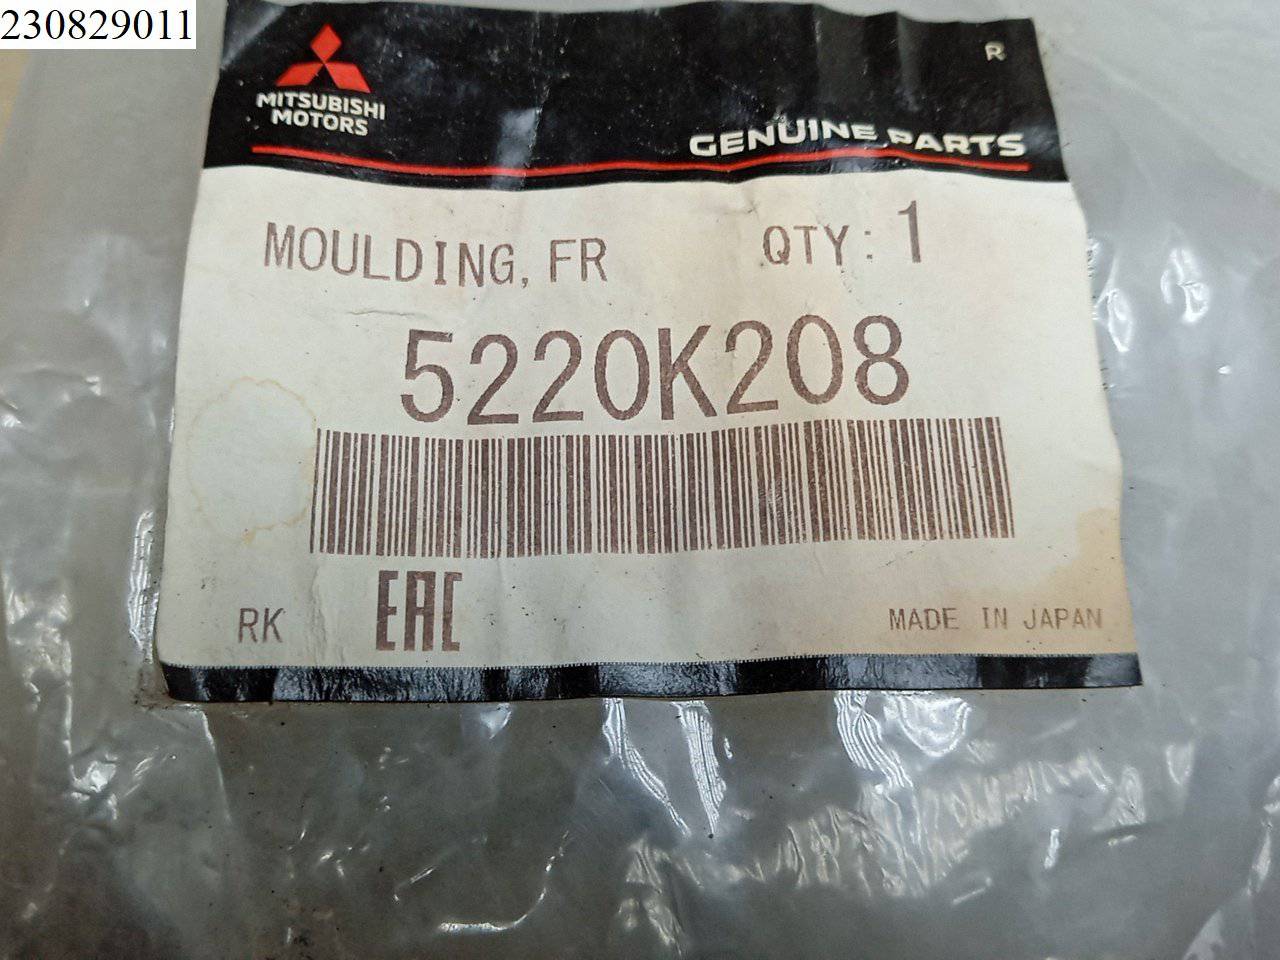 230829011
R
MITSUBISHI
MOTORS
GENUINE PARTS
MOULDING, FR QTY: 1
5220K208
RK EAC MADE IN JAPAN